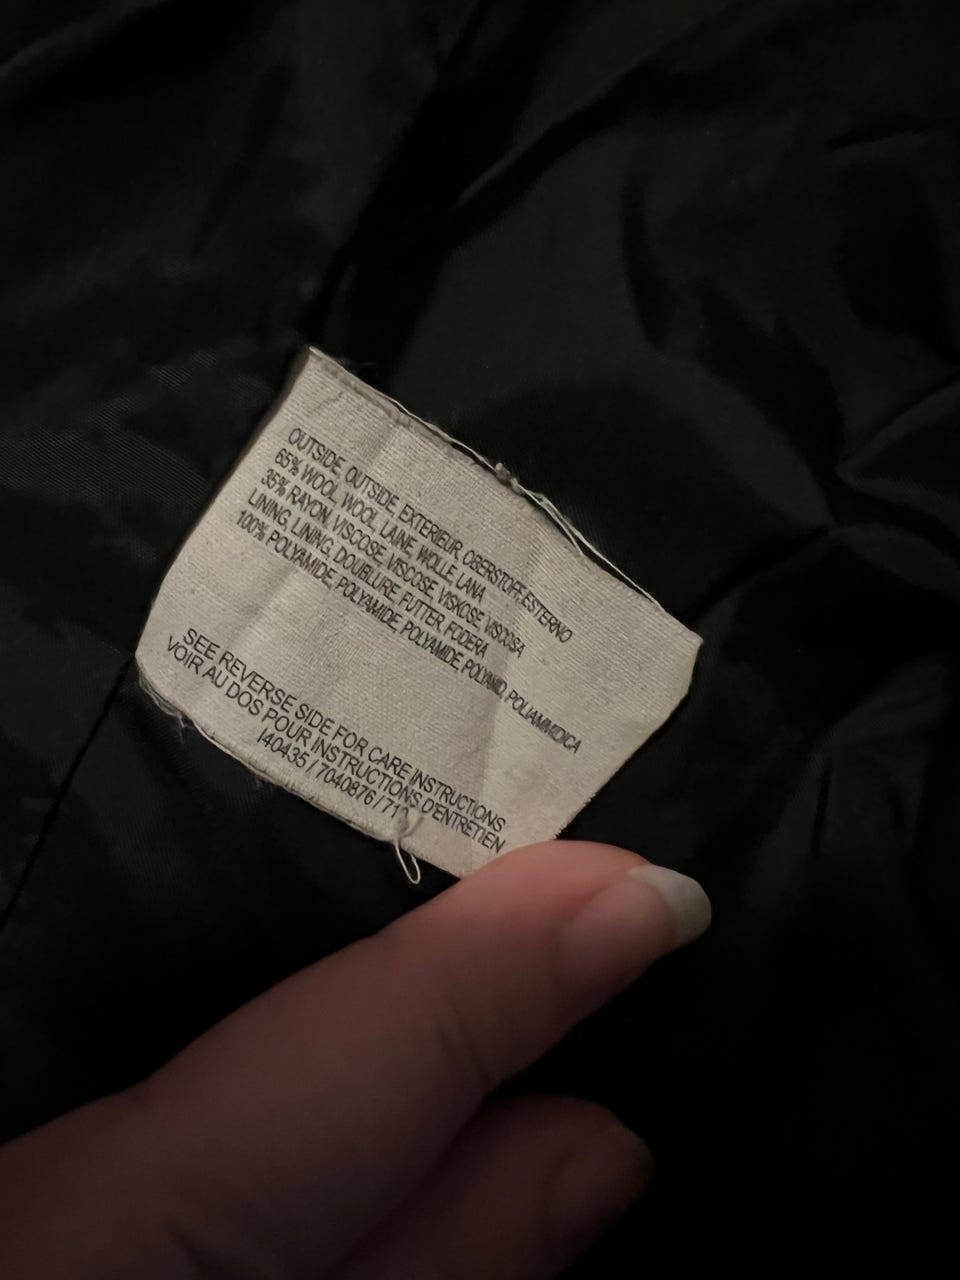 OUTSIDE, OUTSIDE, EXTERIEUR, OBERSTOFF, ESTERNO
65% WOOL, WOOL, LAINE, WOLLE, LANA
35% RAYON, VISCOSE, VISCOSE, VISKOSE, VISCOSA
LINING, LINING, DOUBLURE, FUTTER, FODERA
100% POLYAMIDE, POLYAMIDE, POLYAMIDE, POLYAMID, POLIAMMIDICA
SEE REVERSE SIDE FOR CARE INSTRUCTIONS
VOIR AU DOS POUR INSTRUCTIONS D'ENTRETIEN
140435 / 7040876 /